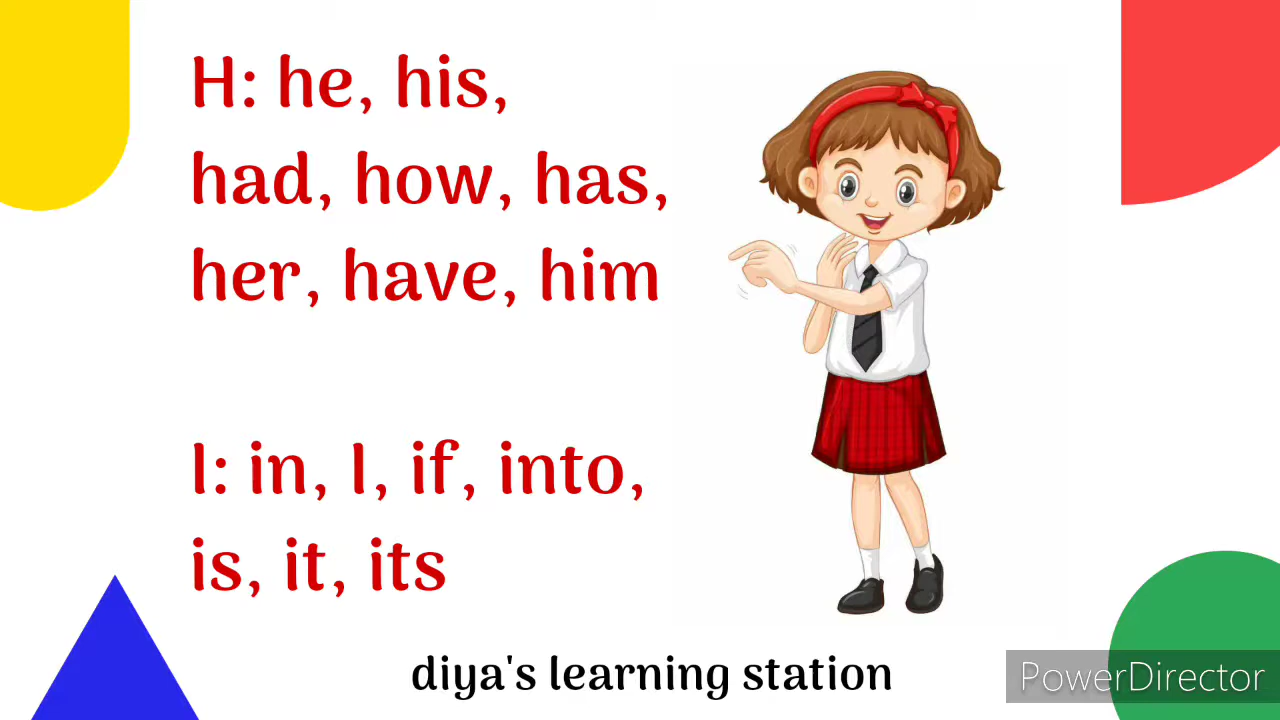 H: he, his,
had, how, has,
her, have, him
I: in, I, if, into,
is, it, its
diya's learning station
PowerDirector